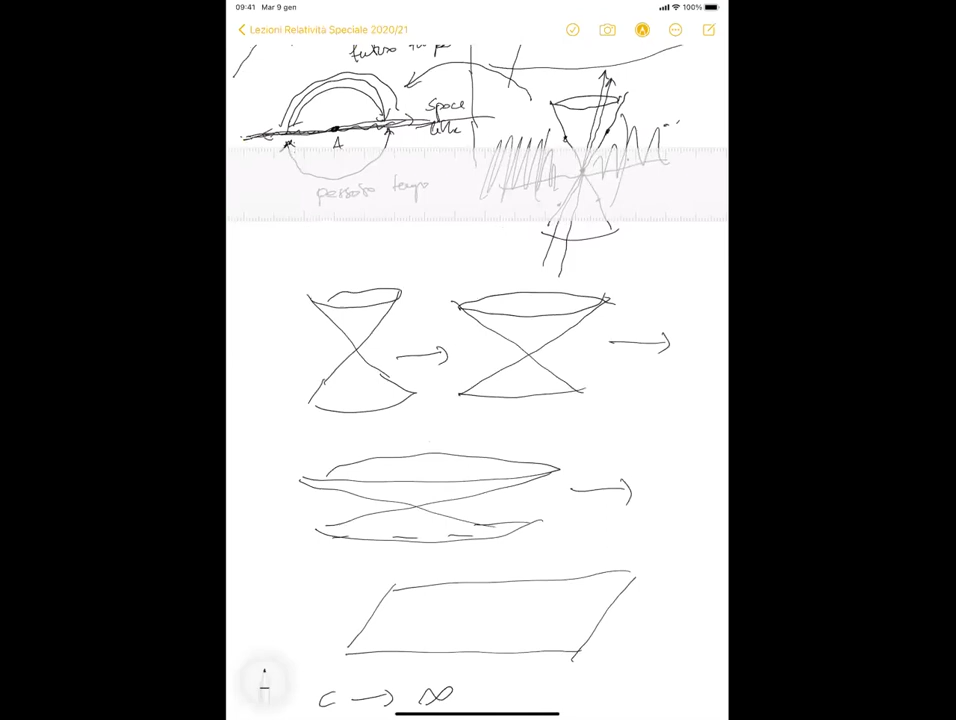 09:41 Mar 9 gen 100%
Lezioni Relatività Speciale 2020/21
futuro
space
like
A
passato tempo
c → ∞